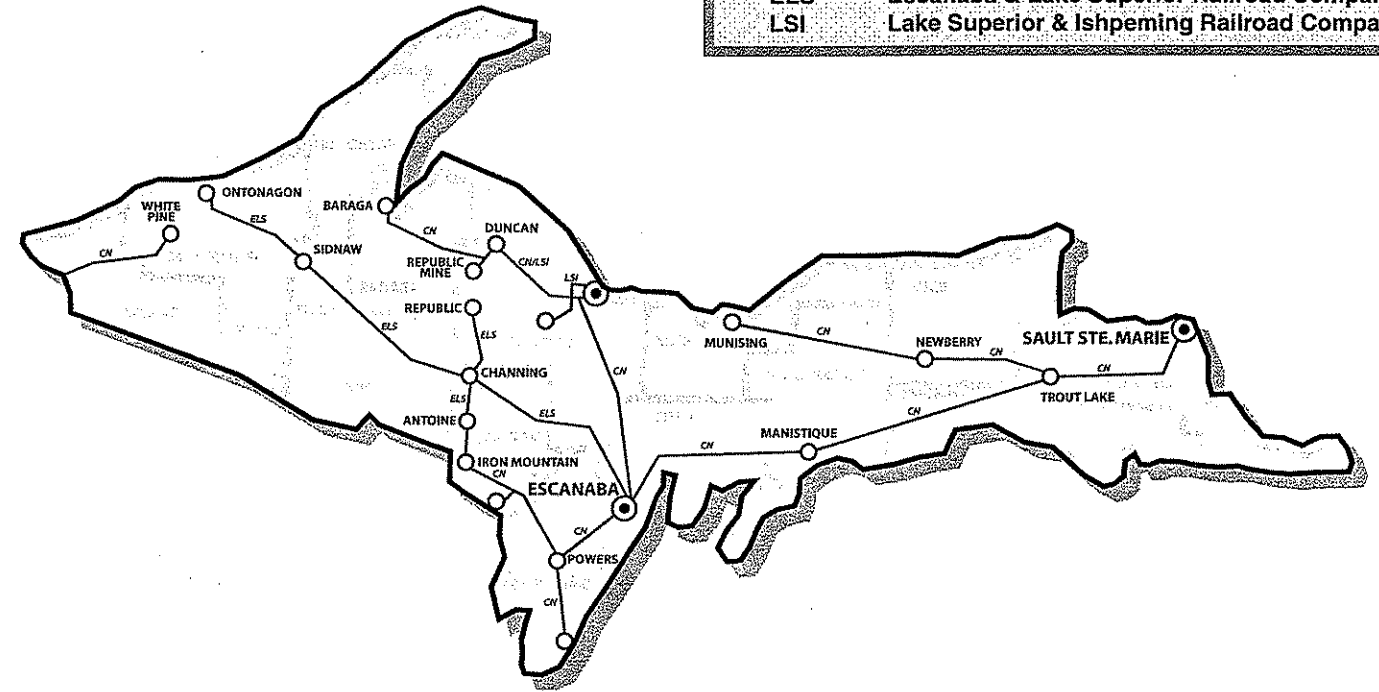 LSI Lake Superior & Ishpeming Railroad Compa
ONTONAGON
WHITE
PINE
CN
ELS
SIDNAW
BARAGA
CN
DUNCAN
REPUBLIC
MINE
CN/LSI
LSI
REPUBLIC
ELS
ELS
CHANNING
ELS
ELS
ANTOINE
IRON MOUNTAIN
CN
ESCANABA
CN
POWERS
CN
CN
CN
MANISTIQUE
CN
MUNISING
CN
NEWBERRY
CN
TROUT LAKE
CN
SAULT STE. MARIE